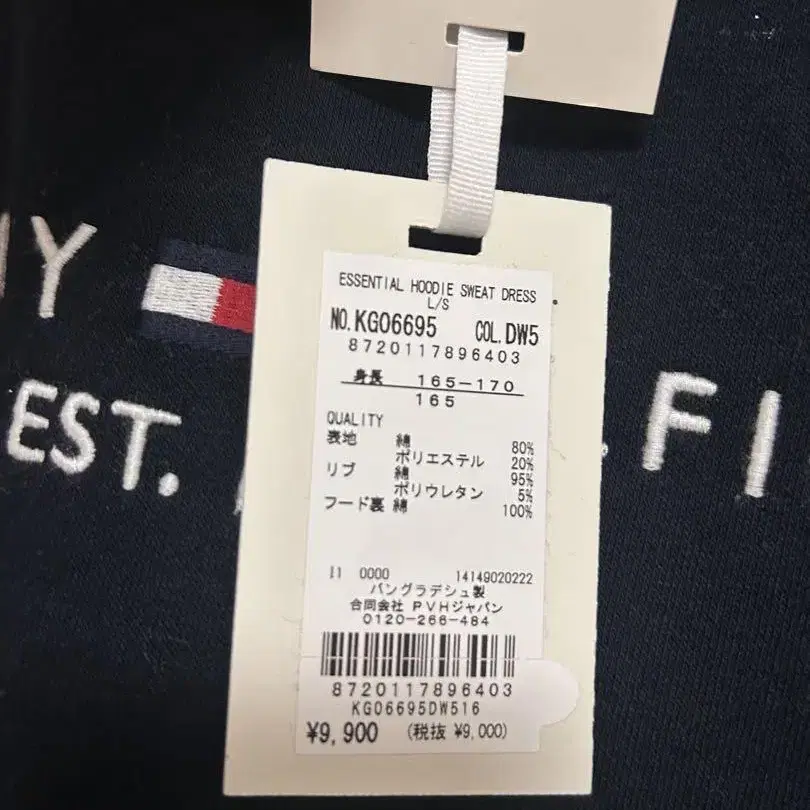 Y
EST.
.FI
ESSENTIAL HOODIE SWEAT DRESS
L/S
NO.KG06695 COL.DW5
8720117896403
身長 165-170
165
QUALITY
表地 綿 80%
ポリエステル 20%
リブ 綿 95%
ポリウレタン 5%
フード裏 綿 100%
I1 0000 14149020222
バングラデシュ製
合同会社 PVHジャパン
0120-266-484
8720117896403
KG06695DW516
¥9,900 (税抜 ¥9,000)